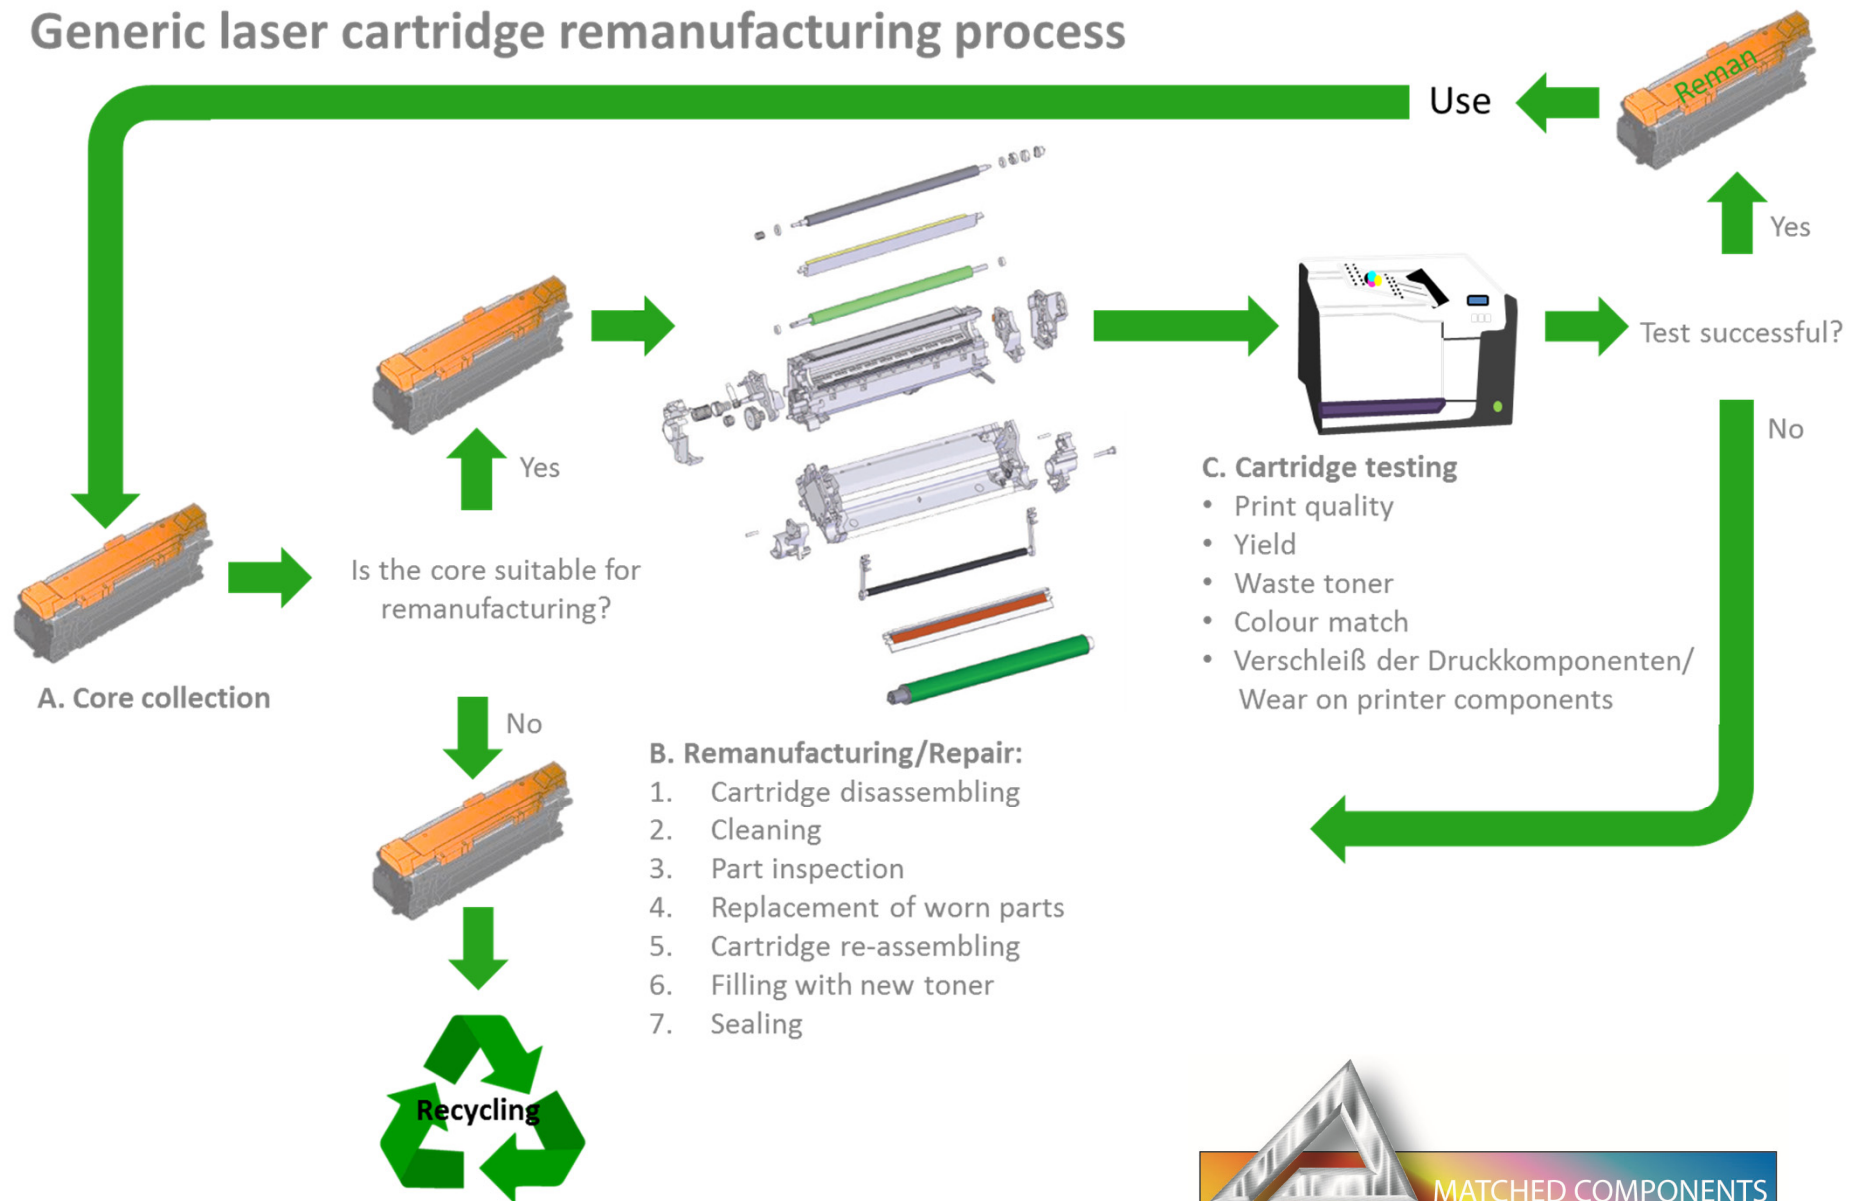 Generic laser cartridge remanufacturing process
Reman
Use
Yes
Test successful?
No
Yes
Is the core suitable for
remanufacturing?
A. Core collection
No
Recycling
B. Remanufacturing/Repair:
1. Cartridge disassembling
2. Cleaning
3. Part inspection
4. Replacement of worn parts
5. Cartridge re-assembling
6. Filling with new toner
7. Sealing
C. Cartridge testing
• Print quality
• Yield
• Waste toner
• Colour match
• Verschleiß der Druckkomponenten/
Wear on printer components
MATCHED COMPONENTS